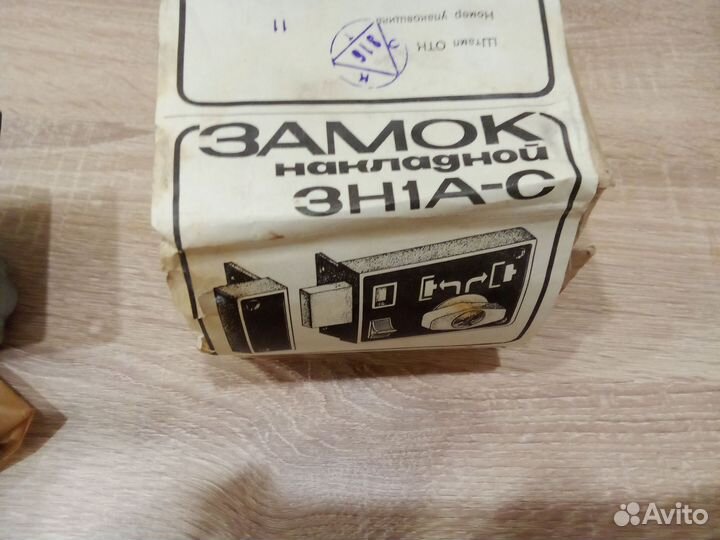 Штамп ОТК
Номер упаковщика
11
ЗАМОК
накладной
ЗН1А-С
Avito